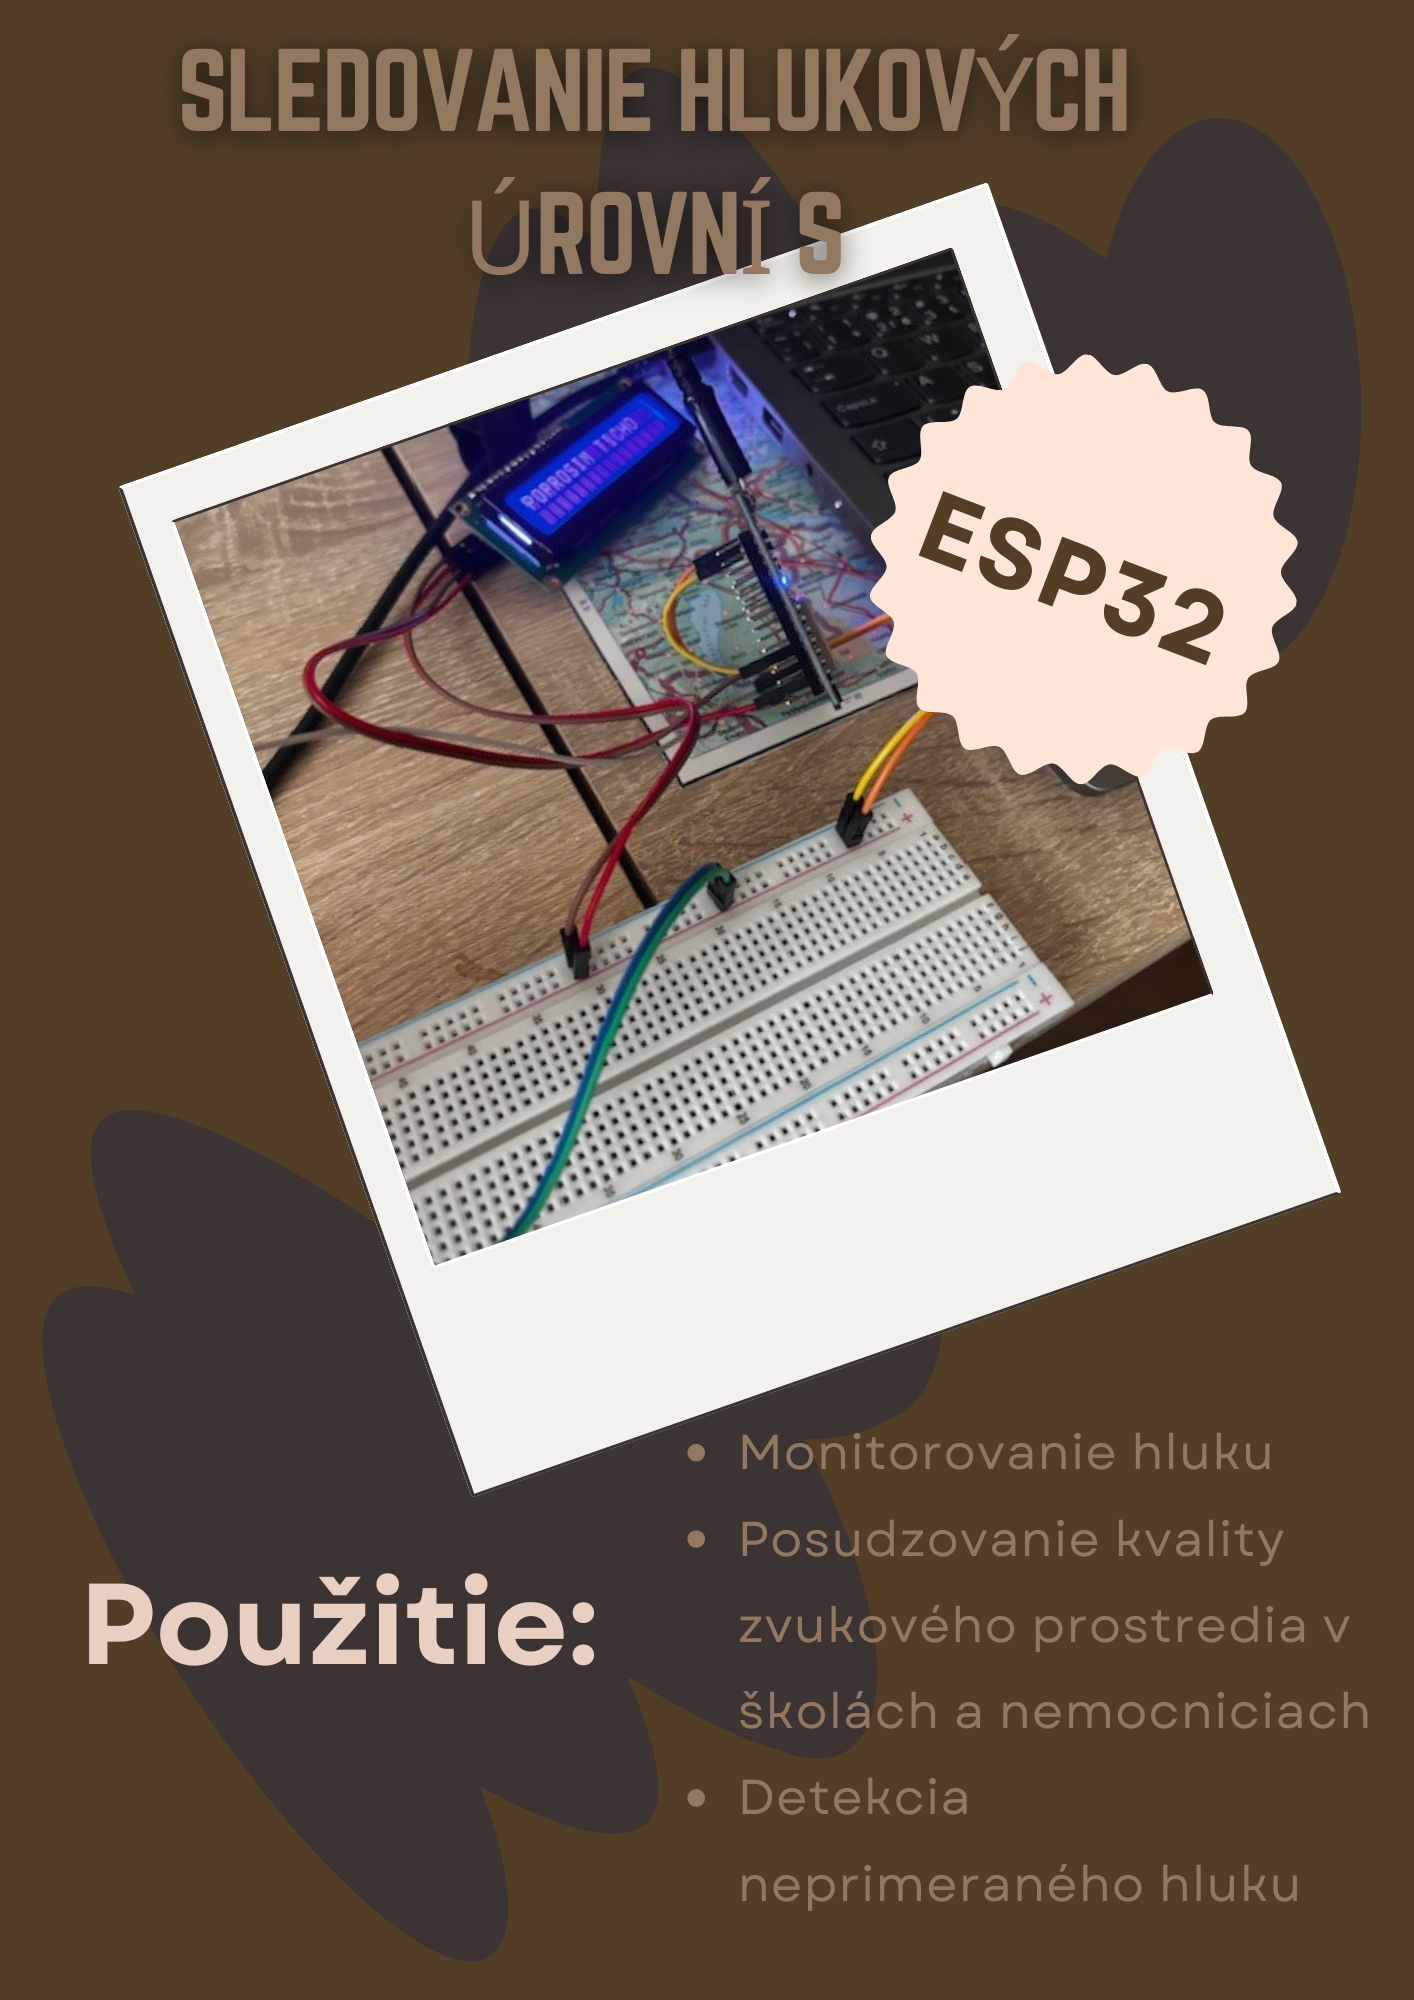 SLEDOVANIE HLUKOVÝCH
ÚROVNÍ S
POPROSIM TICHO
ESP32
Použitie:
• Monitorovanie hluku
• Posudzovanie kvality
zvukového prostredia v
školách a nemocniciach
• Detekcia
neprimeraného hluku